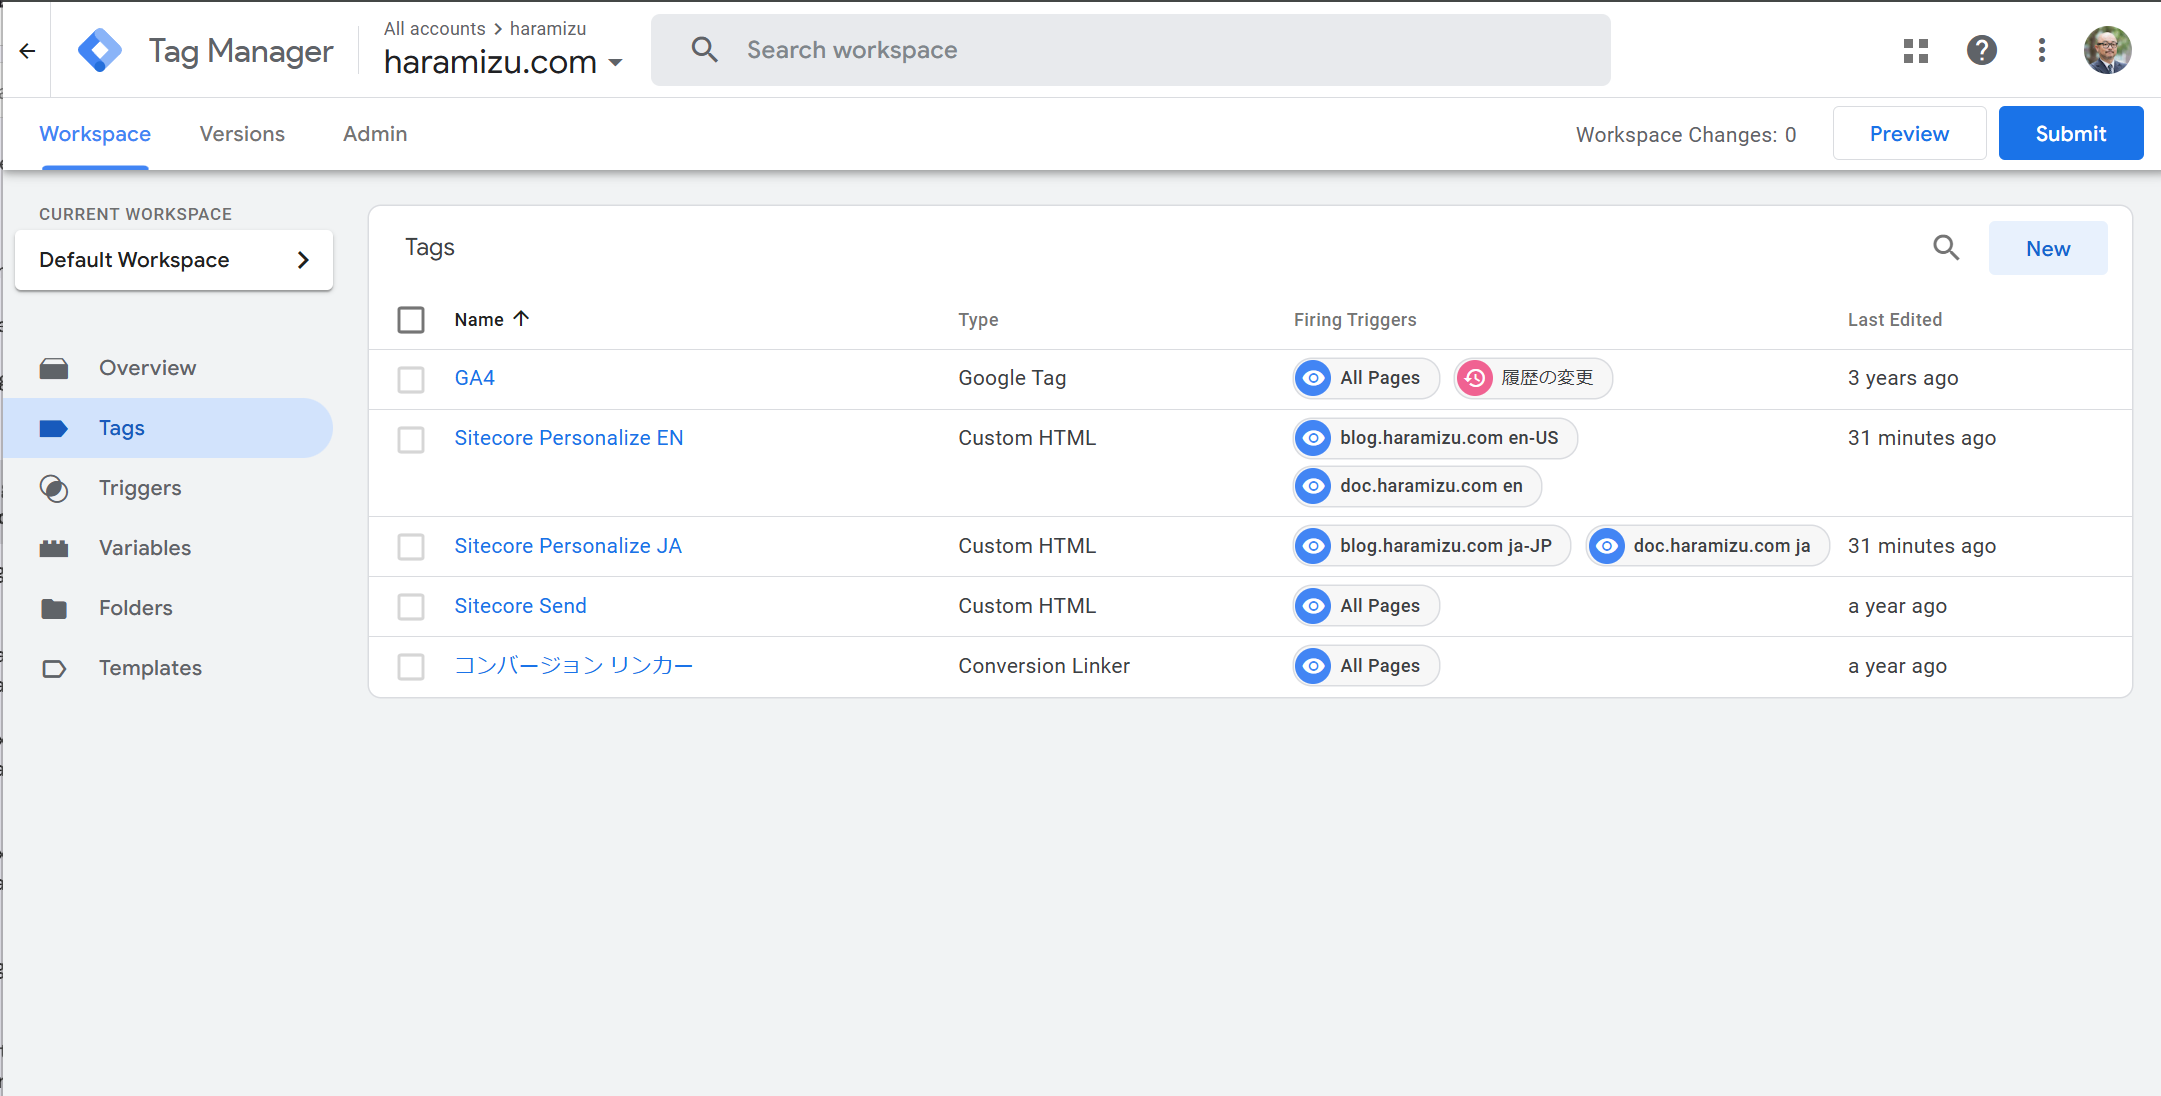 Tag Manager
All accounts > haramizu
haramizu.com
Search workspace
Workspace
Versions
Admin
Workspace Changes: 0
Preview
Submit
CURRENT WORKSPACE
Default Workspace
Overview
Tags
Triggers
Variables
Folders
Templates
Tags
New
Name Type Firing Triggers Last Edited
GA4 Google Tag All Pages 履歴の変更 3 years ago
Sitecore Personalize EN Custom HTML blog.haramizu.com en-US 31 minutes ago
doc.haramizu.com en
Sitecore Personalize JA Custom HTML blog.haramizu.com ja-JP doc.haramizu.com ja 31 minutes ago
Sitecore Send Custom HTML All Pages a year ago
コンバージョン リンカー Conversion Linker All Pages a year ago